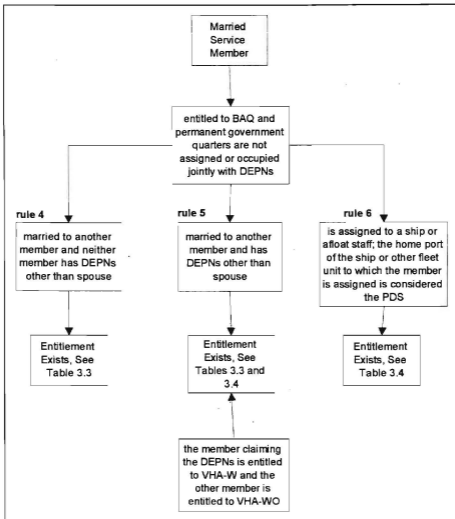 Married
Service
Member
entitled to BAQ and
permanent government
quarters are not
assigned or occupied
jointly with DEPNs
rule 4
married to another
member and neither
member has DEPNs
other than spouse
rule 5
married to another
member and has
DEPNs other than
spouse
rule 6
is assigned to a ship or
afloat staff; the home port
of the ship or other fleet
unit to which the member
is assigned is considered
the PDS
Entitlement
Exists, See
Table 3.3
Entitlement
Exists, See
Tables 3.3 and
3.4
Entitlement
Exists, See
Table 3.4
the member claiming
the DEPNs is entitled
to VHA-W and the
other member is
entitled to VHA-WO